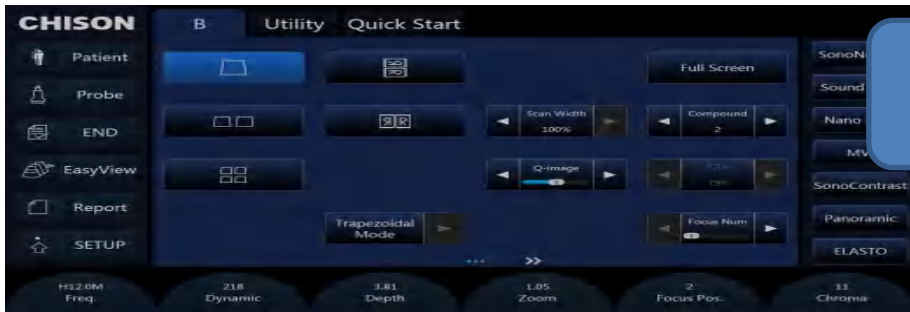 CHISON
B Utility Quick Start
Patient
Probe
END
EasyView
Report
SETUP
Full Screen
Scan Width
100%
Compound
2
Q-image
Trapezoidal
Mode
Focus Num
Sound
Nano
MV
SonoContrast
Panoramic
ELASTO
H12.0M
Freq.
218
Dynamic
3.81
Depth
1.05
Zoom
2
Focus Pos.
11
Chroma